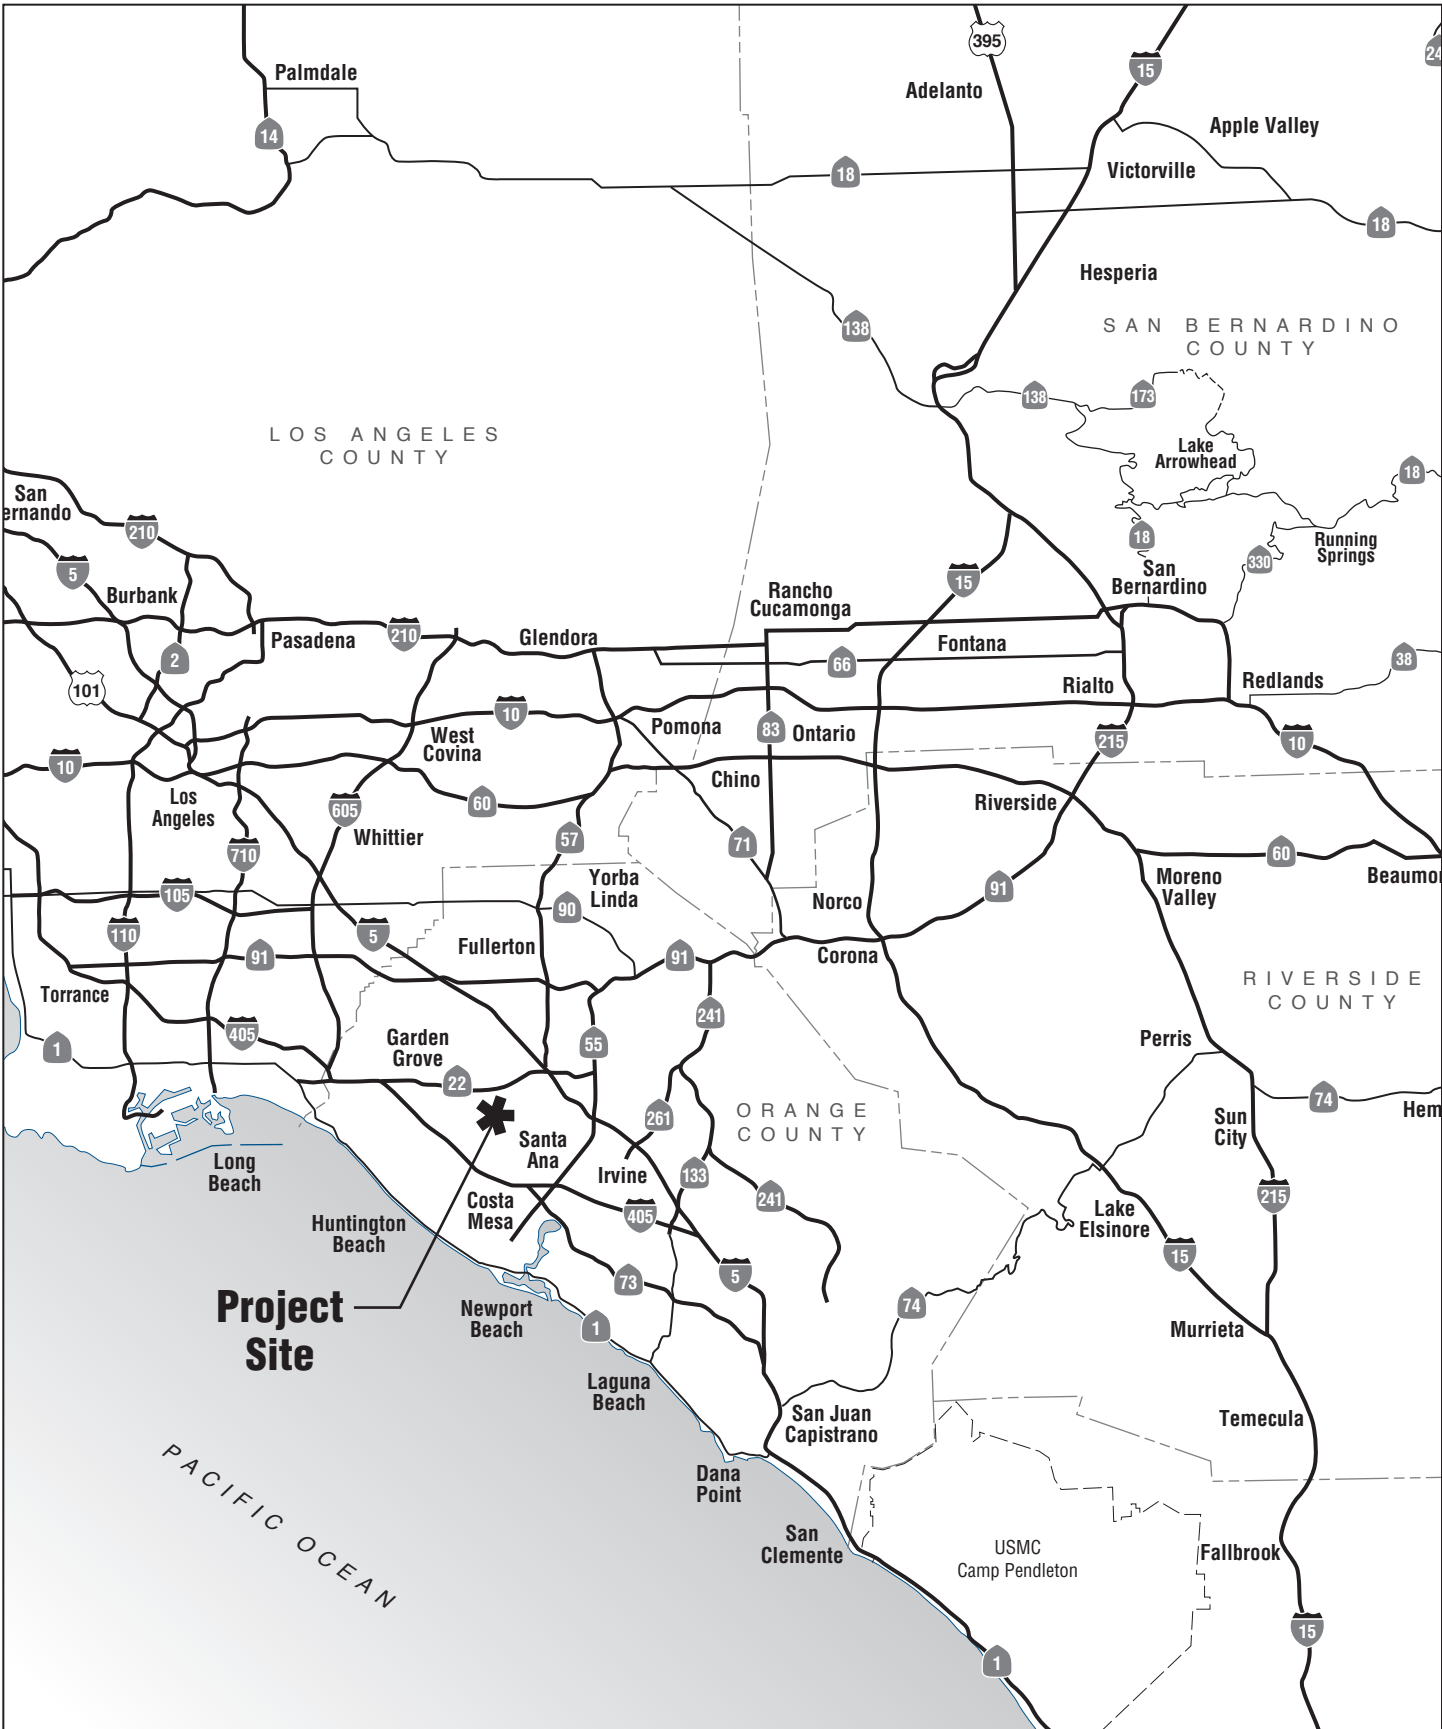 395
15
24
Palmdale
Adelanto
14
Apple Valley
18
Victorville
18
Hesperia
138
SAN BERNARDINO
COUNTY
138
173
LOS ANGELES
COUNTY
Lake
Arrowhead
18
San
ernando
210
18
Running
Springs
5
330
15
San
Bernardino
Burbank
Rancho
Cucamonga
210
Pasadena
Glendora
2
66
Fontana
38
101
Rialto
Redlands
10
West
Covina
Pomona
83
Ontario
215
10
10
Chino
Los
Angeles
605
60
Riverside
Whittier
57
71
710
60
Yorba
Linda
Moreno
Valley
Beaumo
105
91
90
Norco
110
5
Fullerton
91
91
Corona
Torrance
RIVERSIDE
COUNTY
241
405
Garden
Grove
55
1
Perris
22
74
Hem
261
ORANGE
COUNTY
Sun
City
Santa
Ana
Long
Beach
Irvine
133
241
215
Costa
Mesa
405
Lake
Elsinore
Huntington
Beach
15
5
73
Project
Site
74
Newport
Beach
1
Murrieta
Laguna
Beach
San Juan
Capistrano
Temecula
PACIFIC OCEAN
Dana
Point
San
Clemente
USMC
Camp Pendleton
Fallbrook
15
1